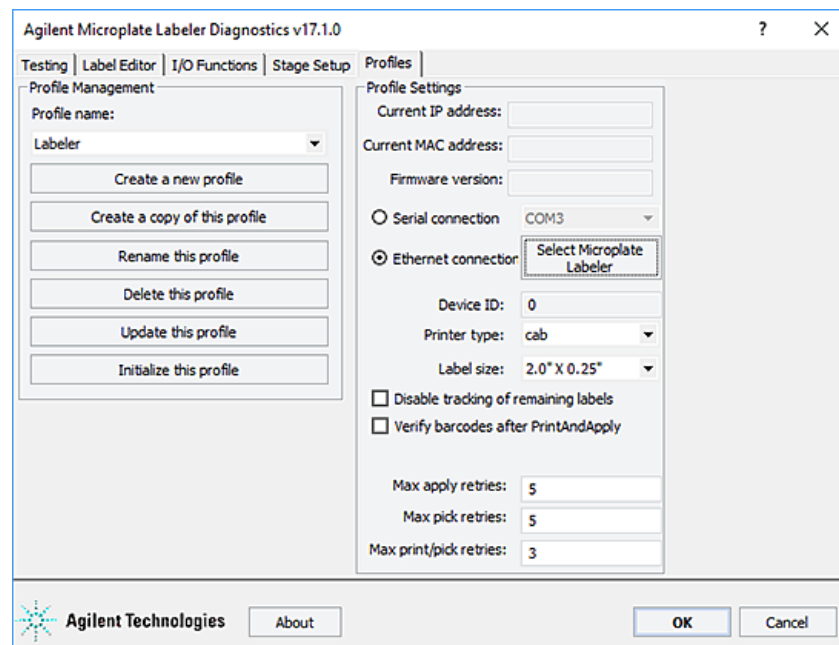 Agilent Microplate Labeler Diagnostics v17.1.0
?
Testing Label Editor I/O Functions Stage Setup Profiles
Profile Management
Profile name:
Labeler
Create a new profile
Create a copy of this profile
Rename this profile
Delete this profile
Update this profile
Initialize this profile
Profile Settings
Current IP address:
Current MAC address:
Firmware version:
Serial connection COM3
Ethernet connection Select Microplate
Labeler
Device ID: 0
Printer type: cab
Label size: 2.0" X 0.25"
Disable tracking of remaining labels
Verify barcodes after PrintAndApply
Max apply retries: 5
Max pick retries: 5
Max print/pick retries: 3
Agilent Technologies
About
OK
Cancel